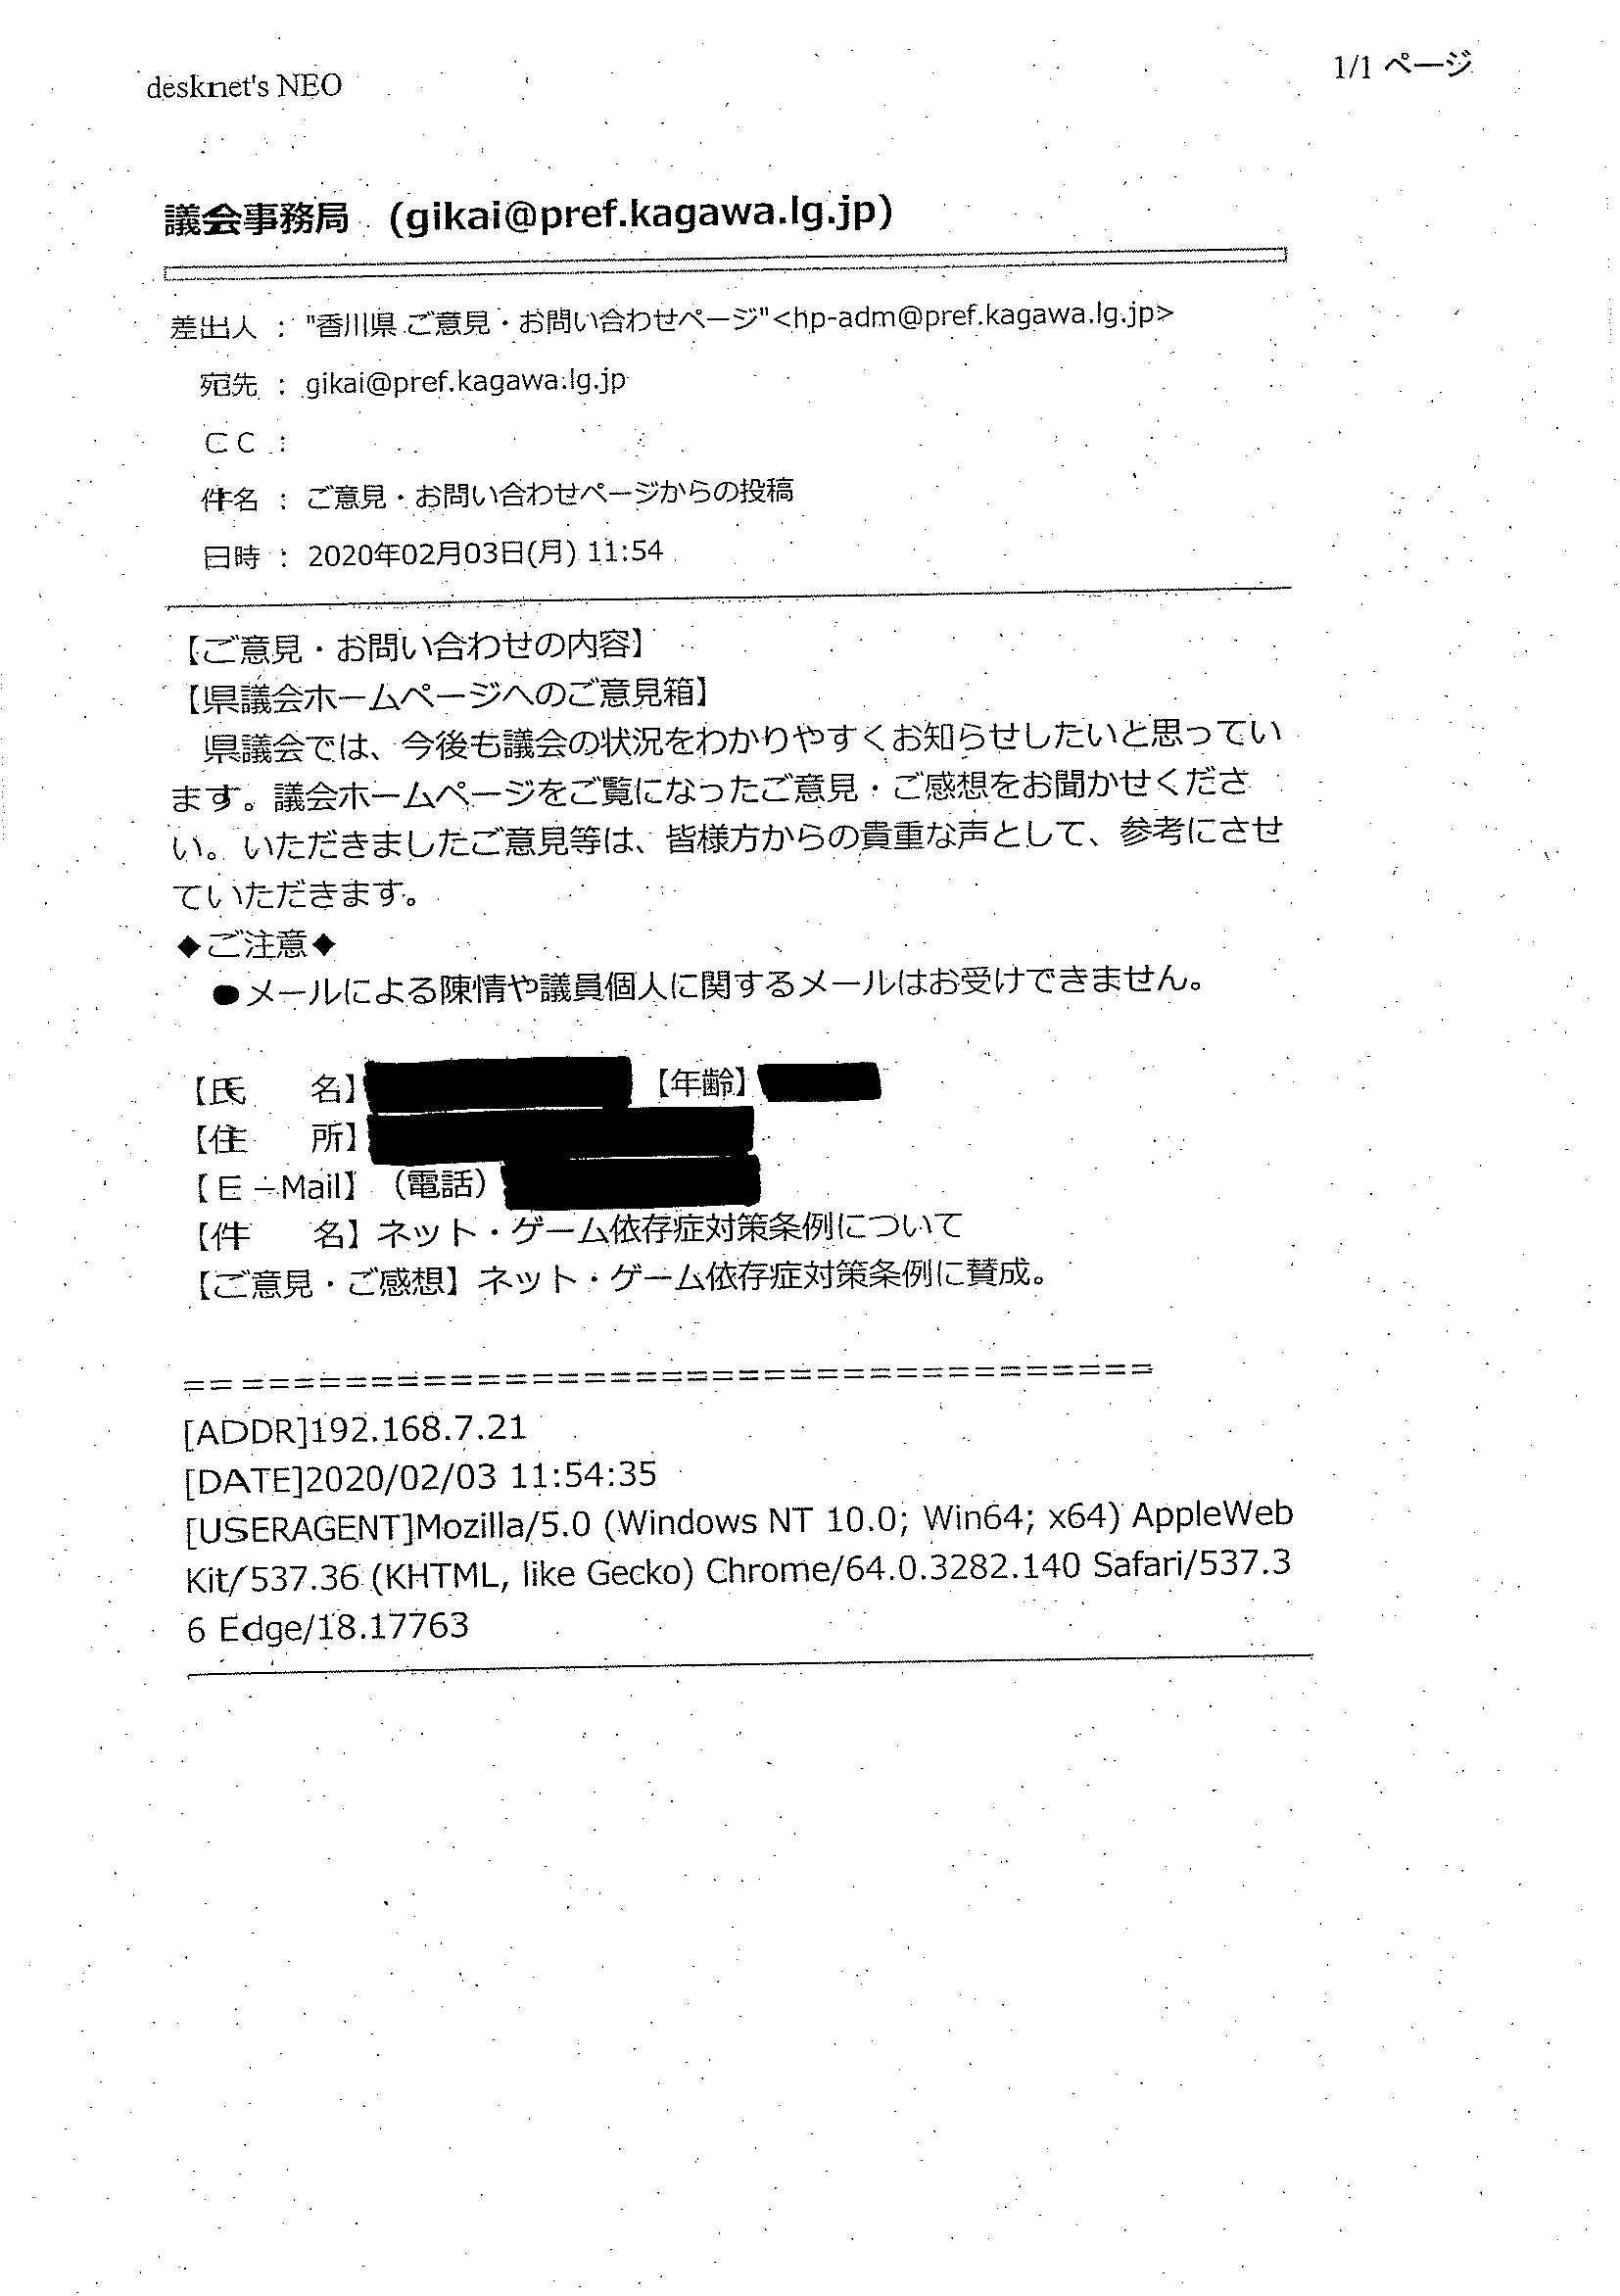 desknet's NEO
1/1 ページ
議会事務局 (gikai@pref.kagawa.lg.jp)
差出人 : "香川県 ご意見・お問い合わせページ"<hp-adm@pref.kagawa.lg.jp>
宛先 : gikai@pref.kagawa.lg.jp
ＣＣ :
件名 : ご意見・お問い合わせページからの投稿
日時 : 2020年02月03日(月) 11:54
【ご意見・お問い合わせの内容】
【県議会ホームページへのご意見箱】
県議会では、今後も議会の状況をわかりやすくお知らせしたいと思ってい
ます。議会ホームページをご覧になったご意見・ご感想をお聞かせくださ
い。いただきましたご意見等は、皆様方からの貴重な声として、参考にさせ
ていただきます。
◆ご注意◆
●メールによる陳情や議員個人に関するメールはお受けできません。
【氏　　名】 【年齢】
【住　　所】
【Ｅ－Mail】（電話）
【件　　名】ネット・ゲーム依存症対策条例について
【ご意見・ご感想】ネット・ゲーム依存症対策条例に賛成。
=====================================
[ADDR]192.168.7.21
[DATE]2020/02/03 11:54:35
[USERAGENT]Mozilla/5.0 (Windows NT 10.0; Win64; x64) AppleWeb
Kit/537.36 (KHTML, like Gecko) Chrome/64.0.3282.140 Safari/537.3
6 Edge/18.17763